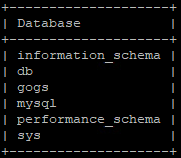 +--------------------+
| Database           |
+--------------------+
| information_schema |
| db                 |
| gogs               |
| mysql              |
| performance_schema |
| sys                |
+--------------------+